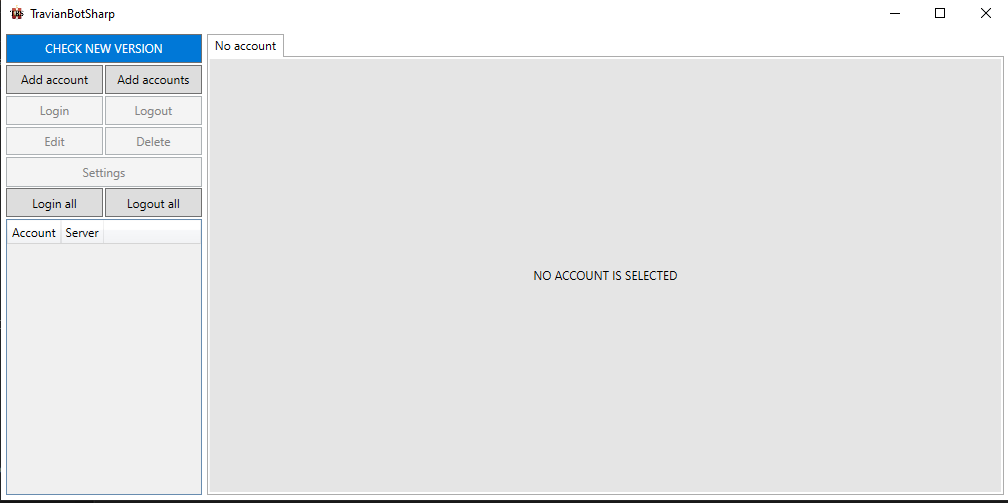 TravianBotSharp
CHECK NEW VERSION
Add account Add accounts
Login Logout
Edit Delete
Settings
Login all Logout all
Account Server
No account
NO ACCOUNT IS SELECTED